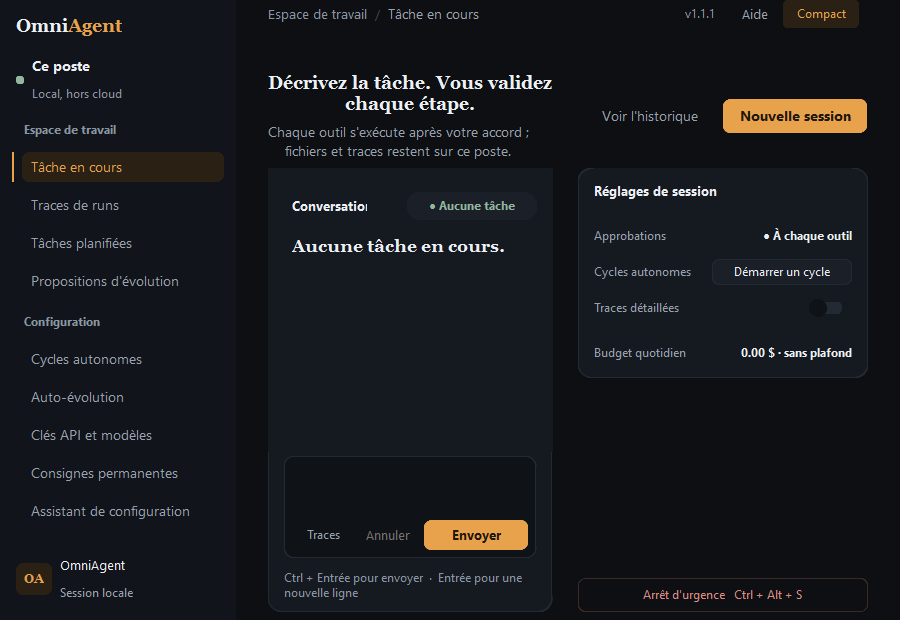 OmniAgent
Ce poste
Local, hors cloud
Espace de travail
Tâche en cours
Traces de runs
Tâches planifiées
Propositions d'évolution
Configuration
Cycles autonomes
Auto-évolution
Clés API et modèles
Consignes permanentes
Assistant de configuration
OA
OmniAgent
Session locale
Espace de travail / Tâche en cours
v1.1.1
Aide
Compact
Décrivez la tâche. Vous validez
chaque étape.
Chaque outil s'exécute après votre accord ;
fichiers et traces restent sur ce poste.
Voir l'historique
Nouvelle session
Conversation
● Aucune tâche
Aucune tâche en cours.
Traces
Annuler
Envoyer
Ctrl + Entrée pour envoyer · Entrée pour une
nouvelle ligne
Réglages de session
Approbations
● À chaque outil
Cycles autonomes
Démarrer un cycle
Traces détaillées
Budget quotidien
0.00 $ · sans plafond
Arrêt d'urgence Ctrl + Alt + S